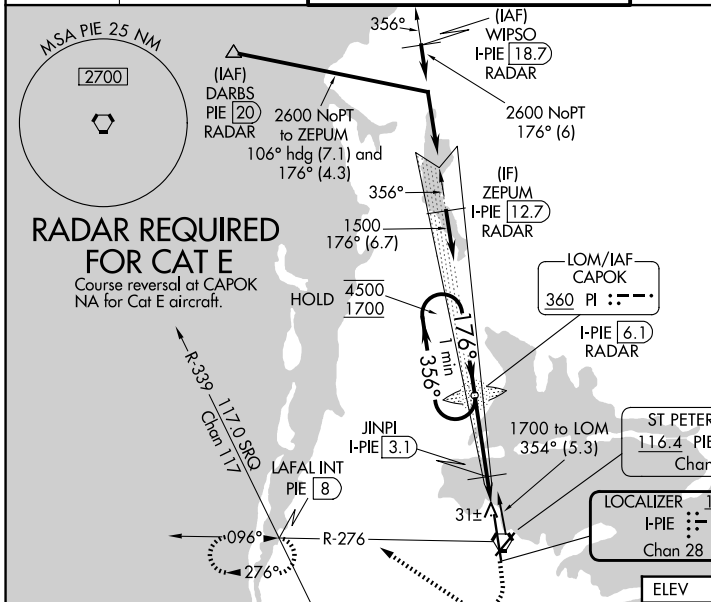 MSA PIE 25 NM
2700
(IAF)
DARBS
PIE 20
RADAR
356°
(IAF)
WIPSO
I-PIE 18.7
RADAR
2600 NoPT
to ZEPUM
106° hdg (7.1) and
176° (4.3)
2600 NoPT
176° (6)
356°
(IF)
ZEPUM
I-PIE 12.7
RADAR
1500
176° (6.7)
RADAR REQUIRED
FOR CAT E
Course reversal at CAPOK
NA for Cat E aircraft.
HOLD 4500
1700
176°
1 min
356°
LOM/IAF
CAPOK
360 PI
I-PIE 6.1
RADAR
R-339
117.0 SRQ
Chan 117
JINPI
I-PIE 3.1
1700 to LOM
354° (5.3)
ST PETER
116.4 PIE
Chan
LAFAL INT
PIE 8
31±
LOCALIZER 1
I-PIE
Chan 28
096°
R-276
276°
ELEV